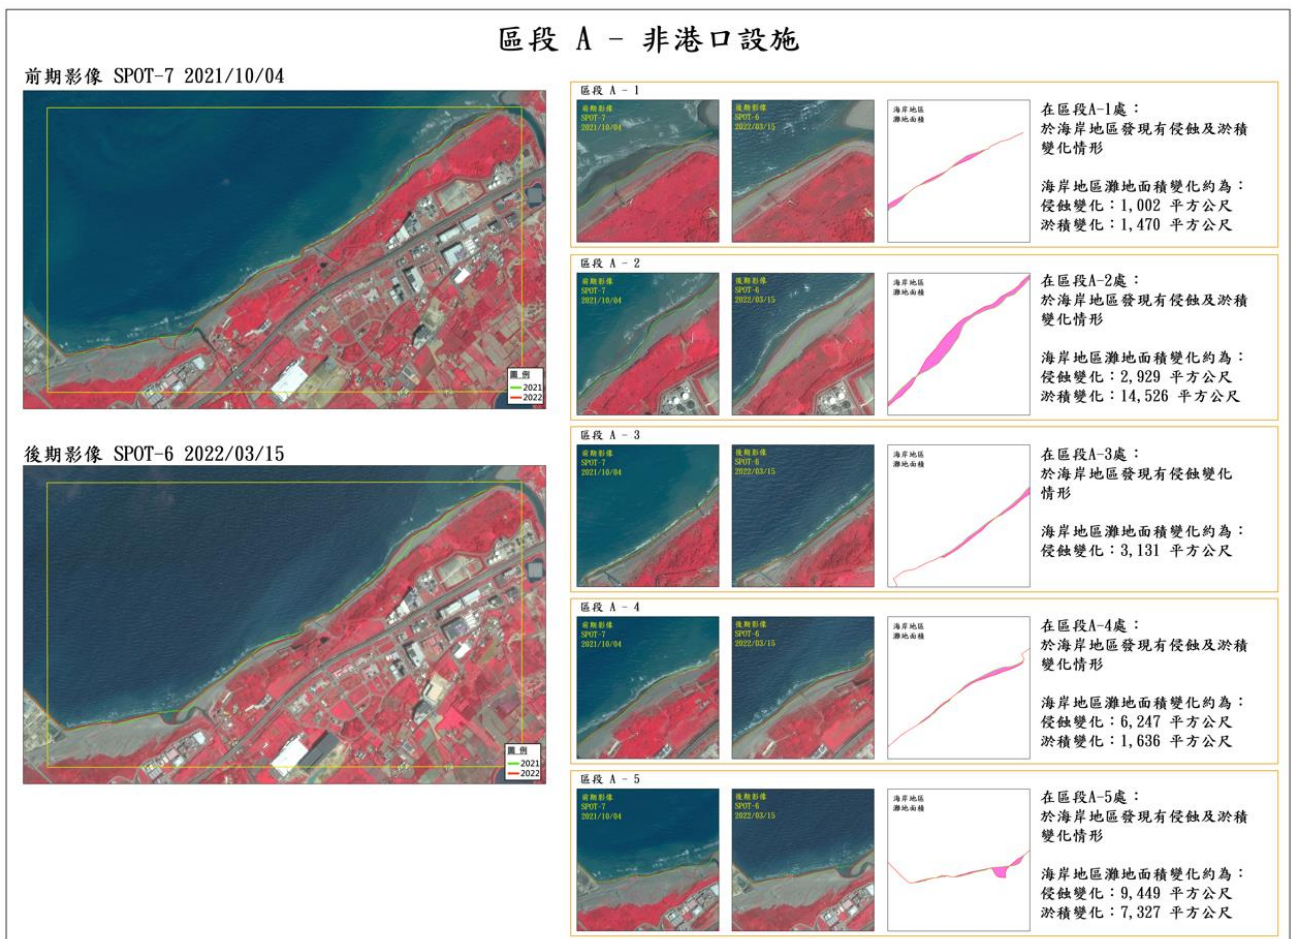 區段 A - 非港口設施
前期影像 SPOT-7 2021/10/04
圖 例
2021
2022
後期影像 SPOT-6 2022/03/15
圖 例
2021
2022
區段 A - 1
前期影像
SPOT-7
2021/10/04
後期影像
SPOT-6
2022/03/15
海岸地區
灘地面積
在區段A-1處：
於海岸地區發現有侵蝕及淤積
變化情形
海岸地區灘地面積變化約為：
侵蝕變化：1,002 平方公尺
淤積變化：1,470 平方公尺
區段 A - 2
前期影像
SPOT-7
2021/10/04
後期影像
SPOT-6
2022/03/15
海岸地區
灘地面積
在區段A-2處：
於海岸地區發現有侵蝕及淤積
變化情形
海岸地區灘地面積變化約為：
侵蝕變化：2,929 平方公尺
淤積變化：14,526 平方公尺
區段 A - 3
前期影像
SPOT-7
2021/10/04
後期影像
SPOT-6
2022/03/15
海岸地區
灘地面積
在區段A-3處：
於海岸地區發現有侵蝕變化
情形
海岸地區灘地面積變化約為：
侵蝕變化：3,131 平方公尺
區段 A - 4
前期影像
SPOT-7
2021/10/04
後期影像
SPOT-6
2022/03/15
海岸地區
灘地面積
在區段A-4處：
於海岸地區發現有侵蝕及淤積
變化情形
海岸地區灘地面積變化約為：
侵蝕變化：6,247 平方公尺
淤積變化：1,636 平方公尺
區段 A - 5
前期影像
SPOT-7
2021/10/04
後期影像
SPOT-6
2022/03/15
海岸地區
灘地面積
在區段A-5處：
於海岸地區發現有侵蝕及淤積
變化情形
海岸地區灘地面積變化約為：
侵蝕變化：9,449 平方公尺
淤積變化：7,327 平方公尺